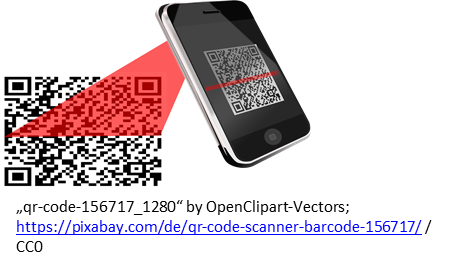 „qr-code-156717_1280“ by OpenClipart-Vectors;
https://pixabay.com/de/qr-code-scanner-barcode-156717/ /
CC0